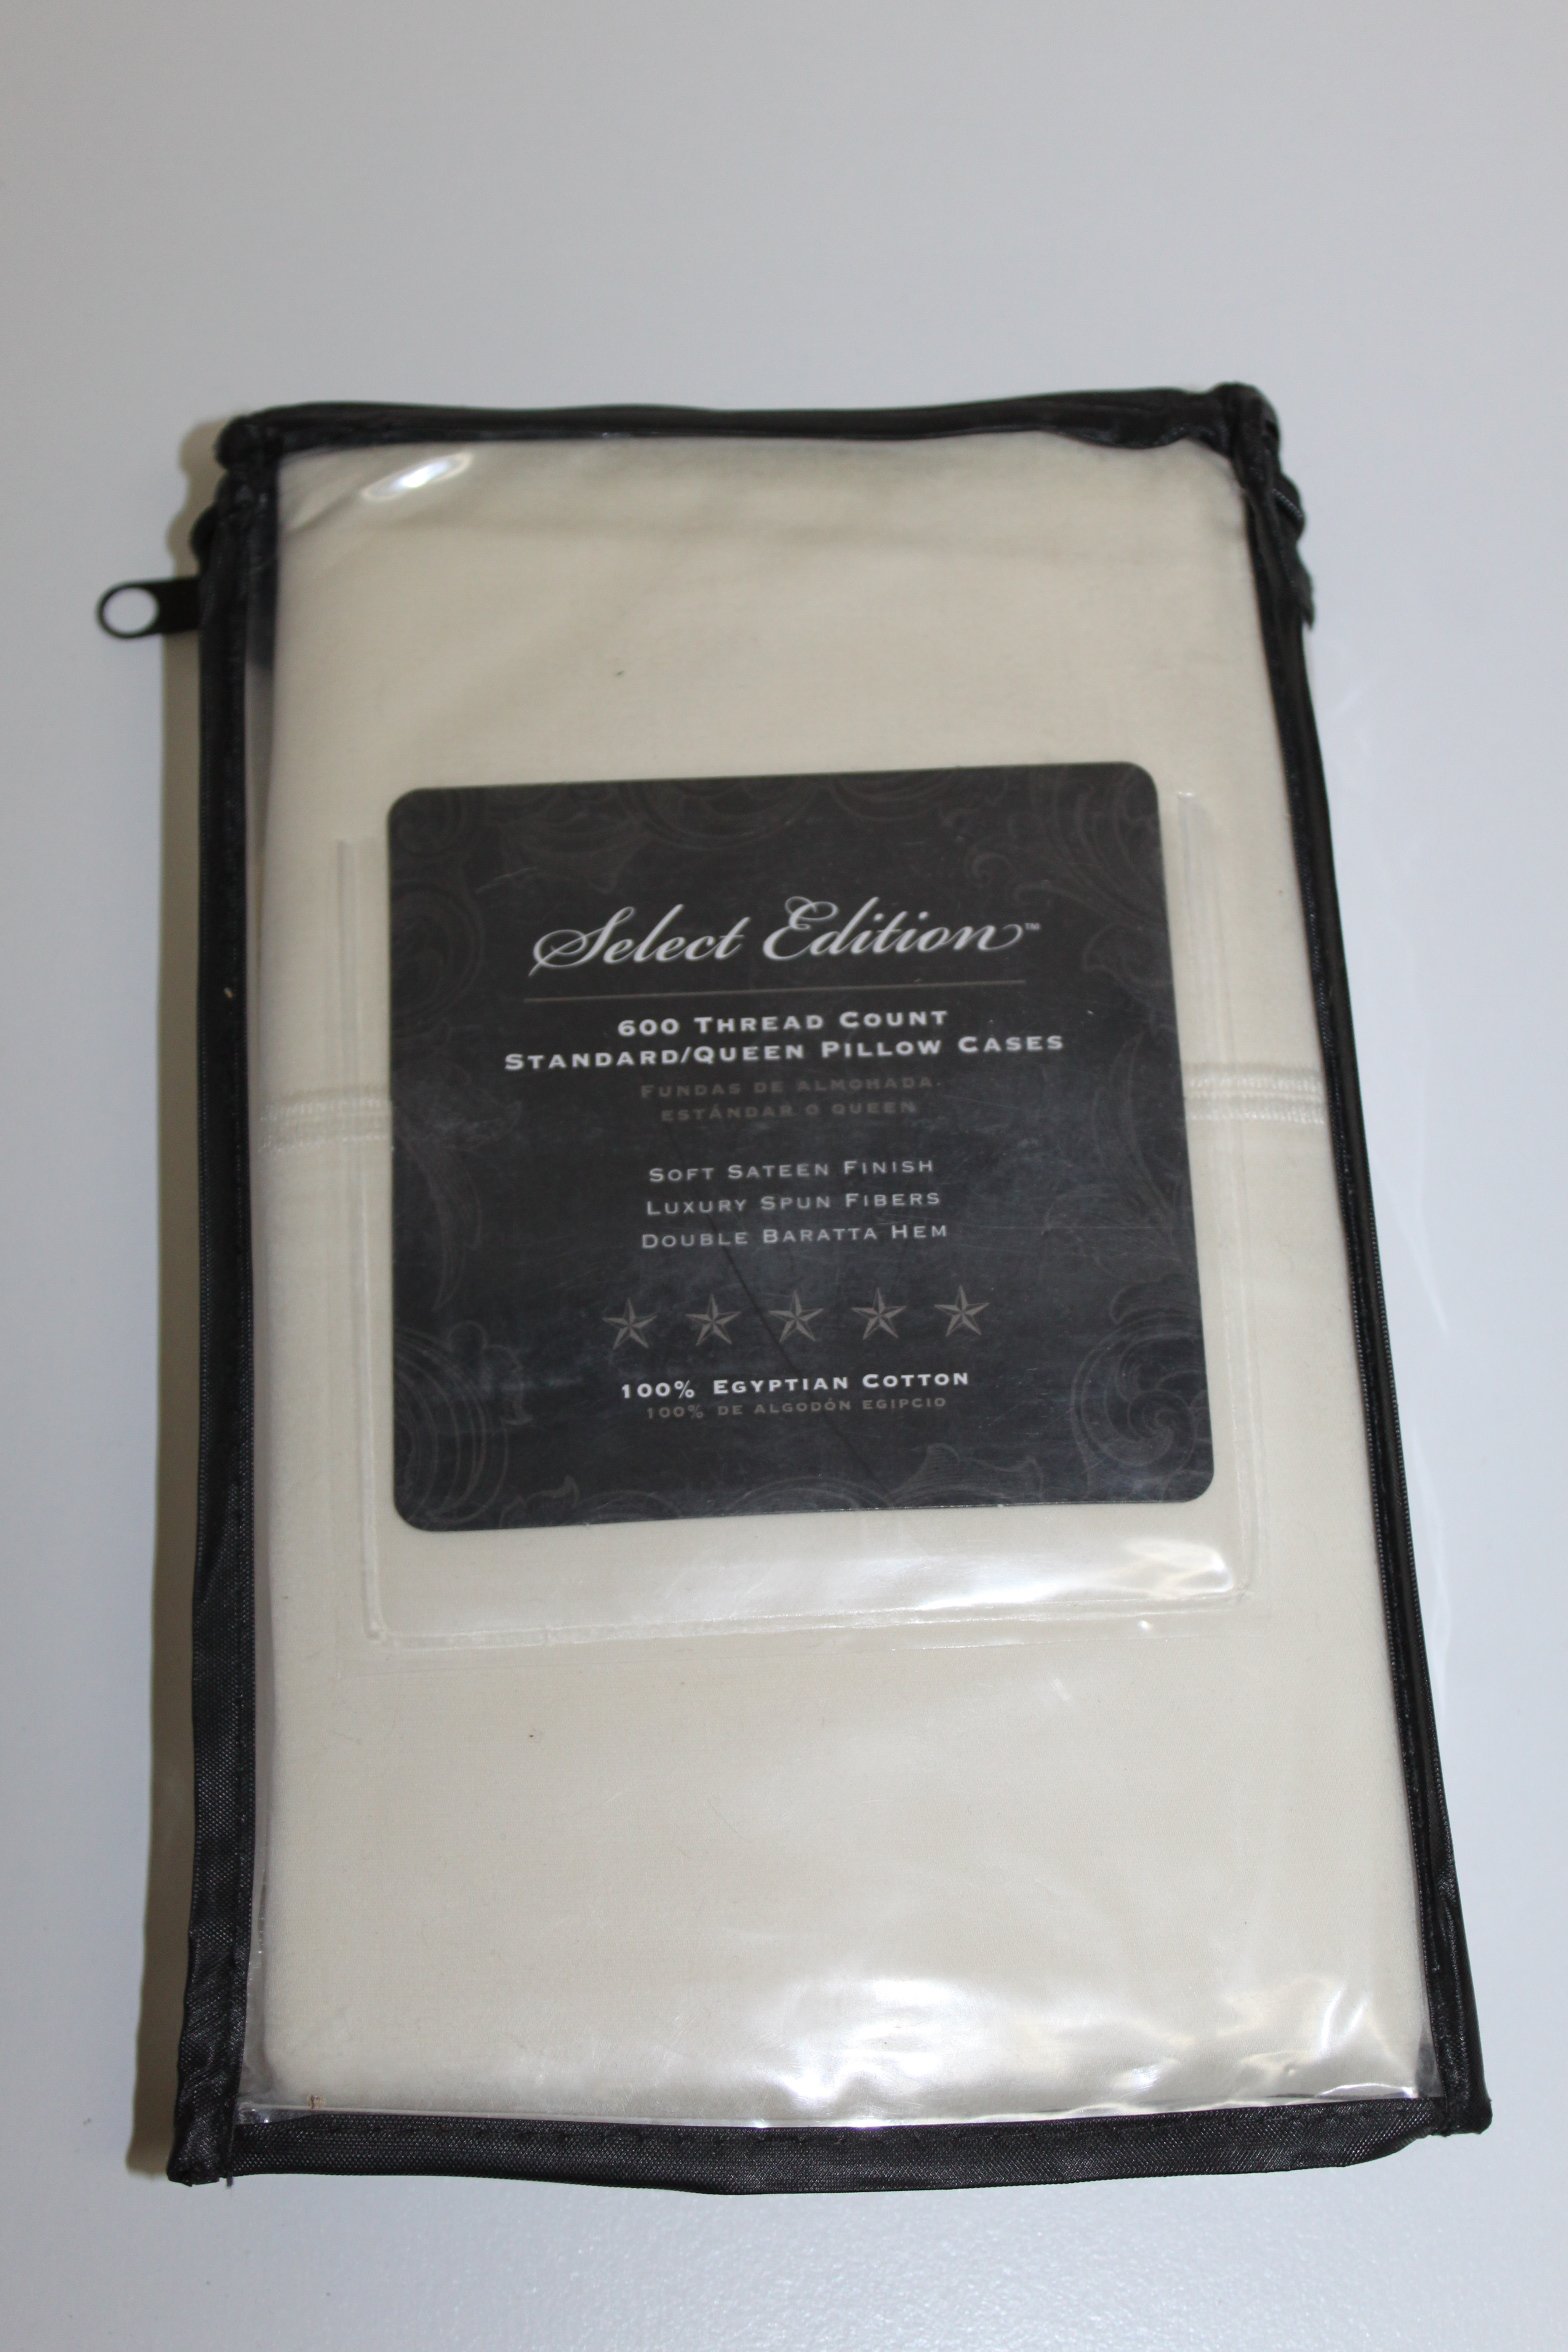 Select Edition™
600 Thread Count
Standard/Queen Pillow Cases
Fundas de almohada
estándar o queen
Soft Sateen Finish
Luxury Spun Fibers
Double Baratta Hem
100% Egyptian Cotton
100% de algodón egipcio